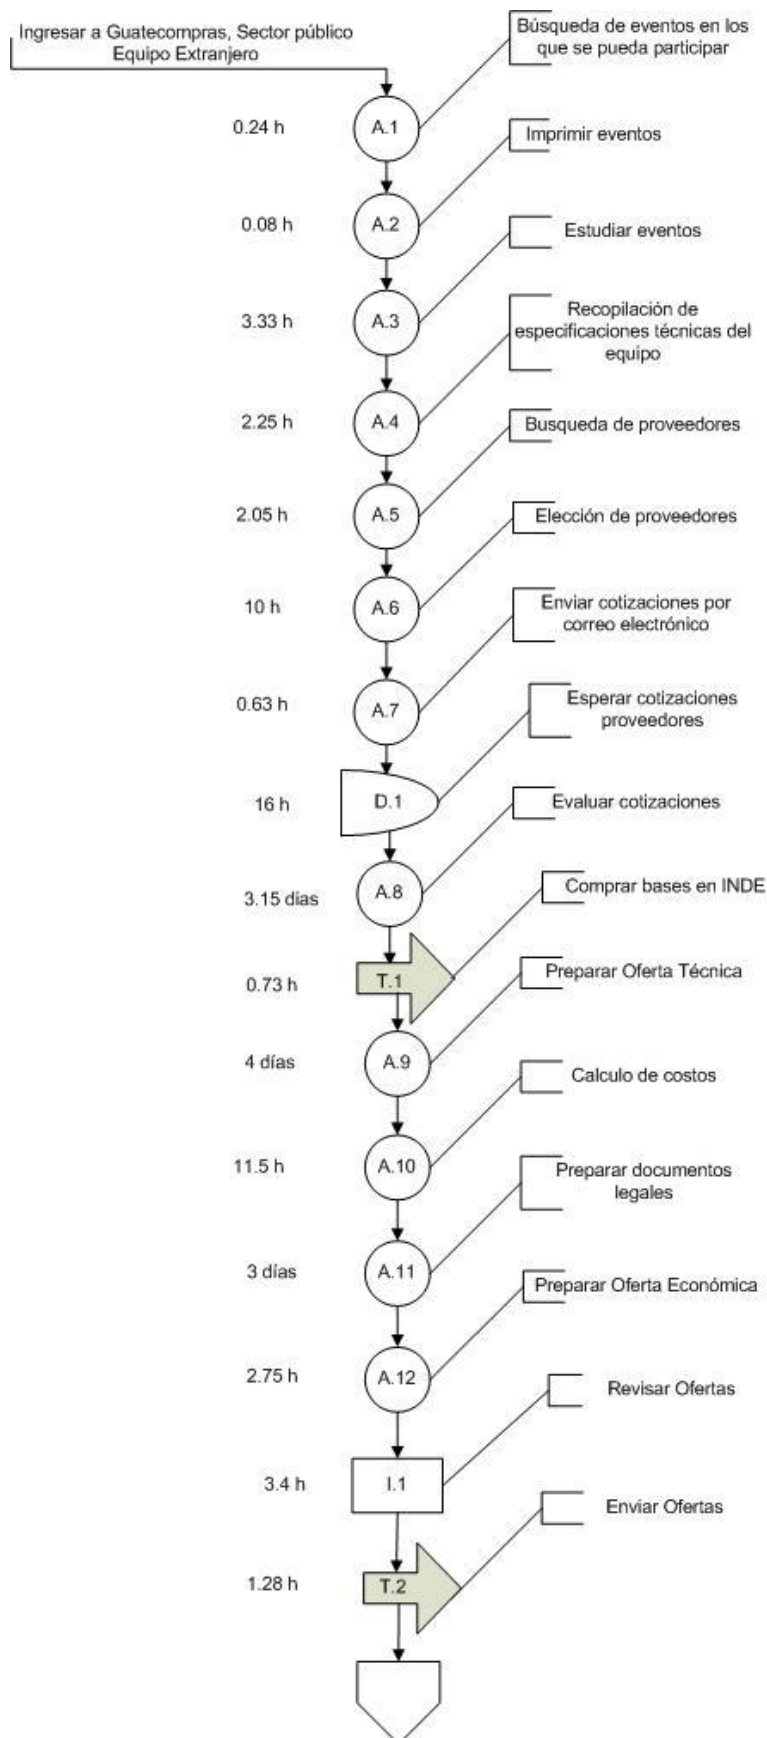 Ingresar a Guatecompras, Sector público
Equipo Extranjero
Búsqueda de eventos en los
que se pueda participar
0.24 h
A.1
Imprimir eventos
0.08 h
A.2
Estudiar eventos
3.33 h
A.3
Recopilación de
especificaciones técnicas del
equipo
2.25 h
A.4
Busqueda de proveedores
2.05 h
A.5
Elección de proveedores
10 h
A.6
Enviar cotizaciones por
correo electrónico
0.63 h
A.7
Esperar cotizaciones
proveedores
16 h
D.1
Evaluar cotizaciones
3.15 dias
A.8
Comprar bases en INDE
0.73 h
T.1
Preparar Oferta Técnica
4 días
A.9
Calculo de costos
11.5 h
A.10
Preparar documentos
legales
3 días
A.11
Preparar Oferta Económica
2.75 h
A.12
Revisar Ofertas
3.4 h
I.1
Enviar Ofertas
1.28 h
T.2